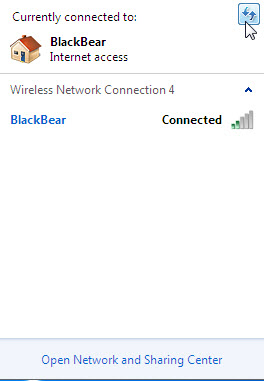 Currently connected to:
BlackBear
Internet access
Wireless Network Connection 4
BlackBear Connected
Open Network and Sharing Center